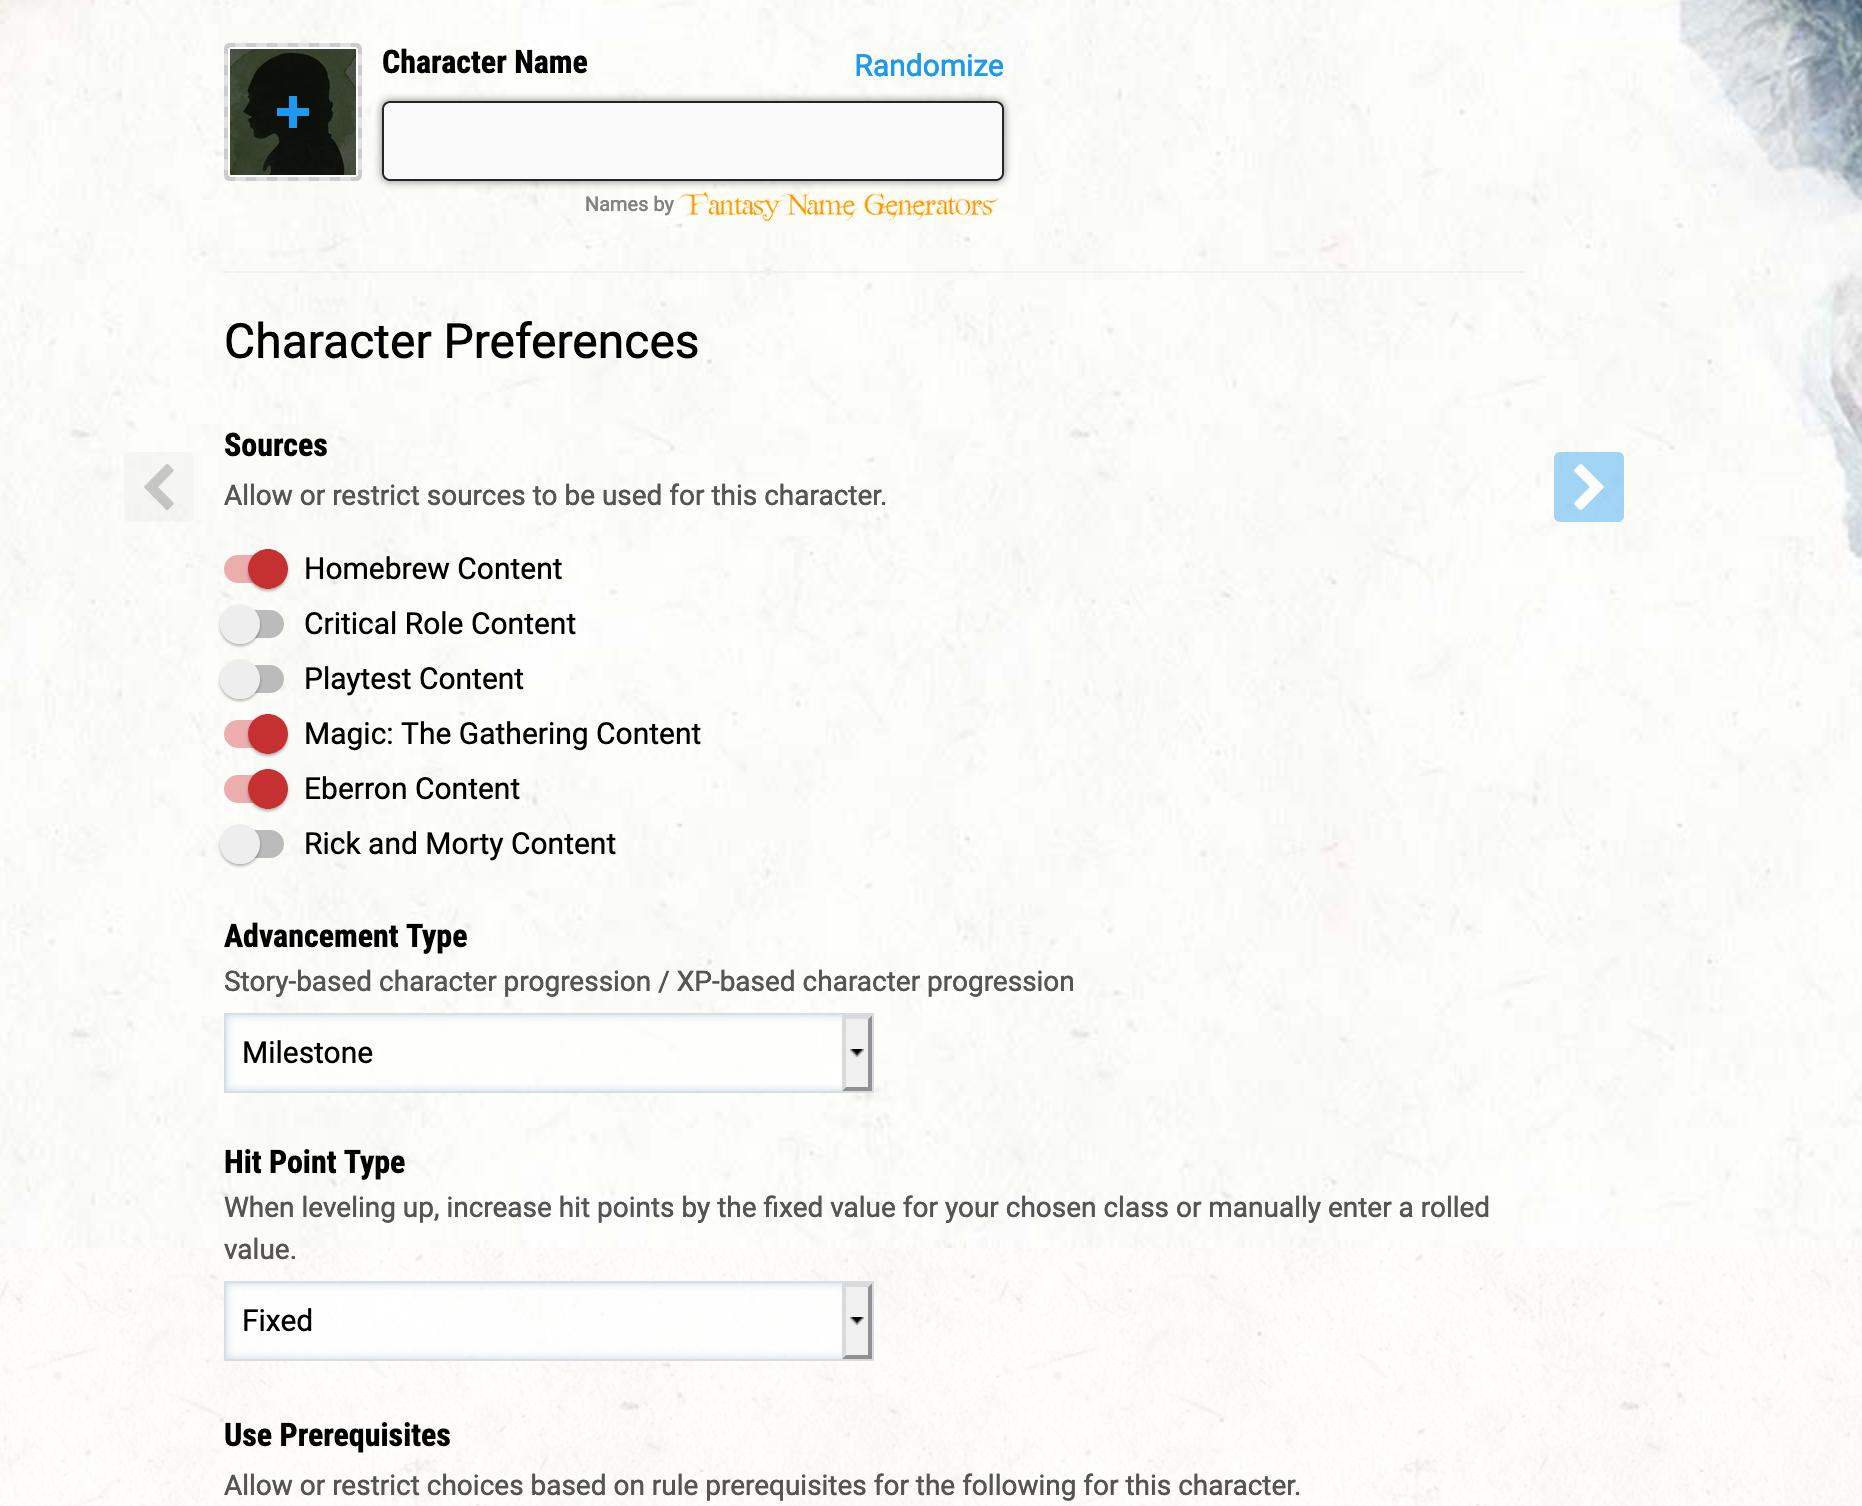 Character Name
Randomize
Names by Fantasy Name Generators
Character Preferences
Sources
Allow or restrict sources to be used for this character.
Homebrew Content
Critical Role Content
Playtest Content
Magic: The Gathering Content
Eberron Content
Rick and Morty Content
Advancement Type
Story-based character progression / XP-based character progression
Milestone
Hit Point Type
When leveling up, increase hit points by the fixed value for your chosen class or manually enter a rolled
value.
Fixed
Use Prerequisites
Allow or restrict choices based on rule prerequisites for the following for this character.